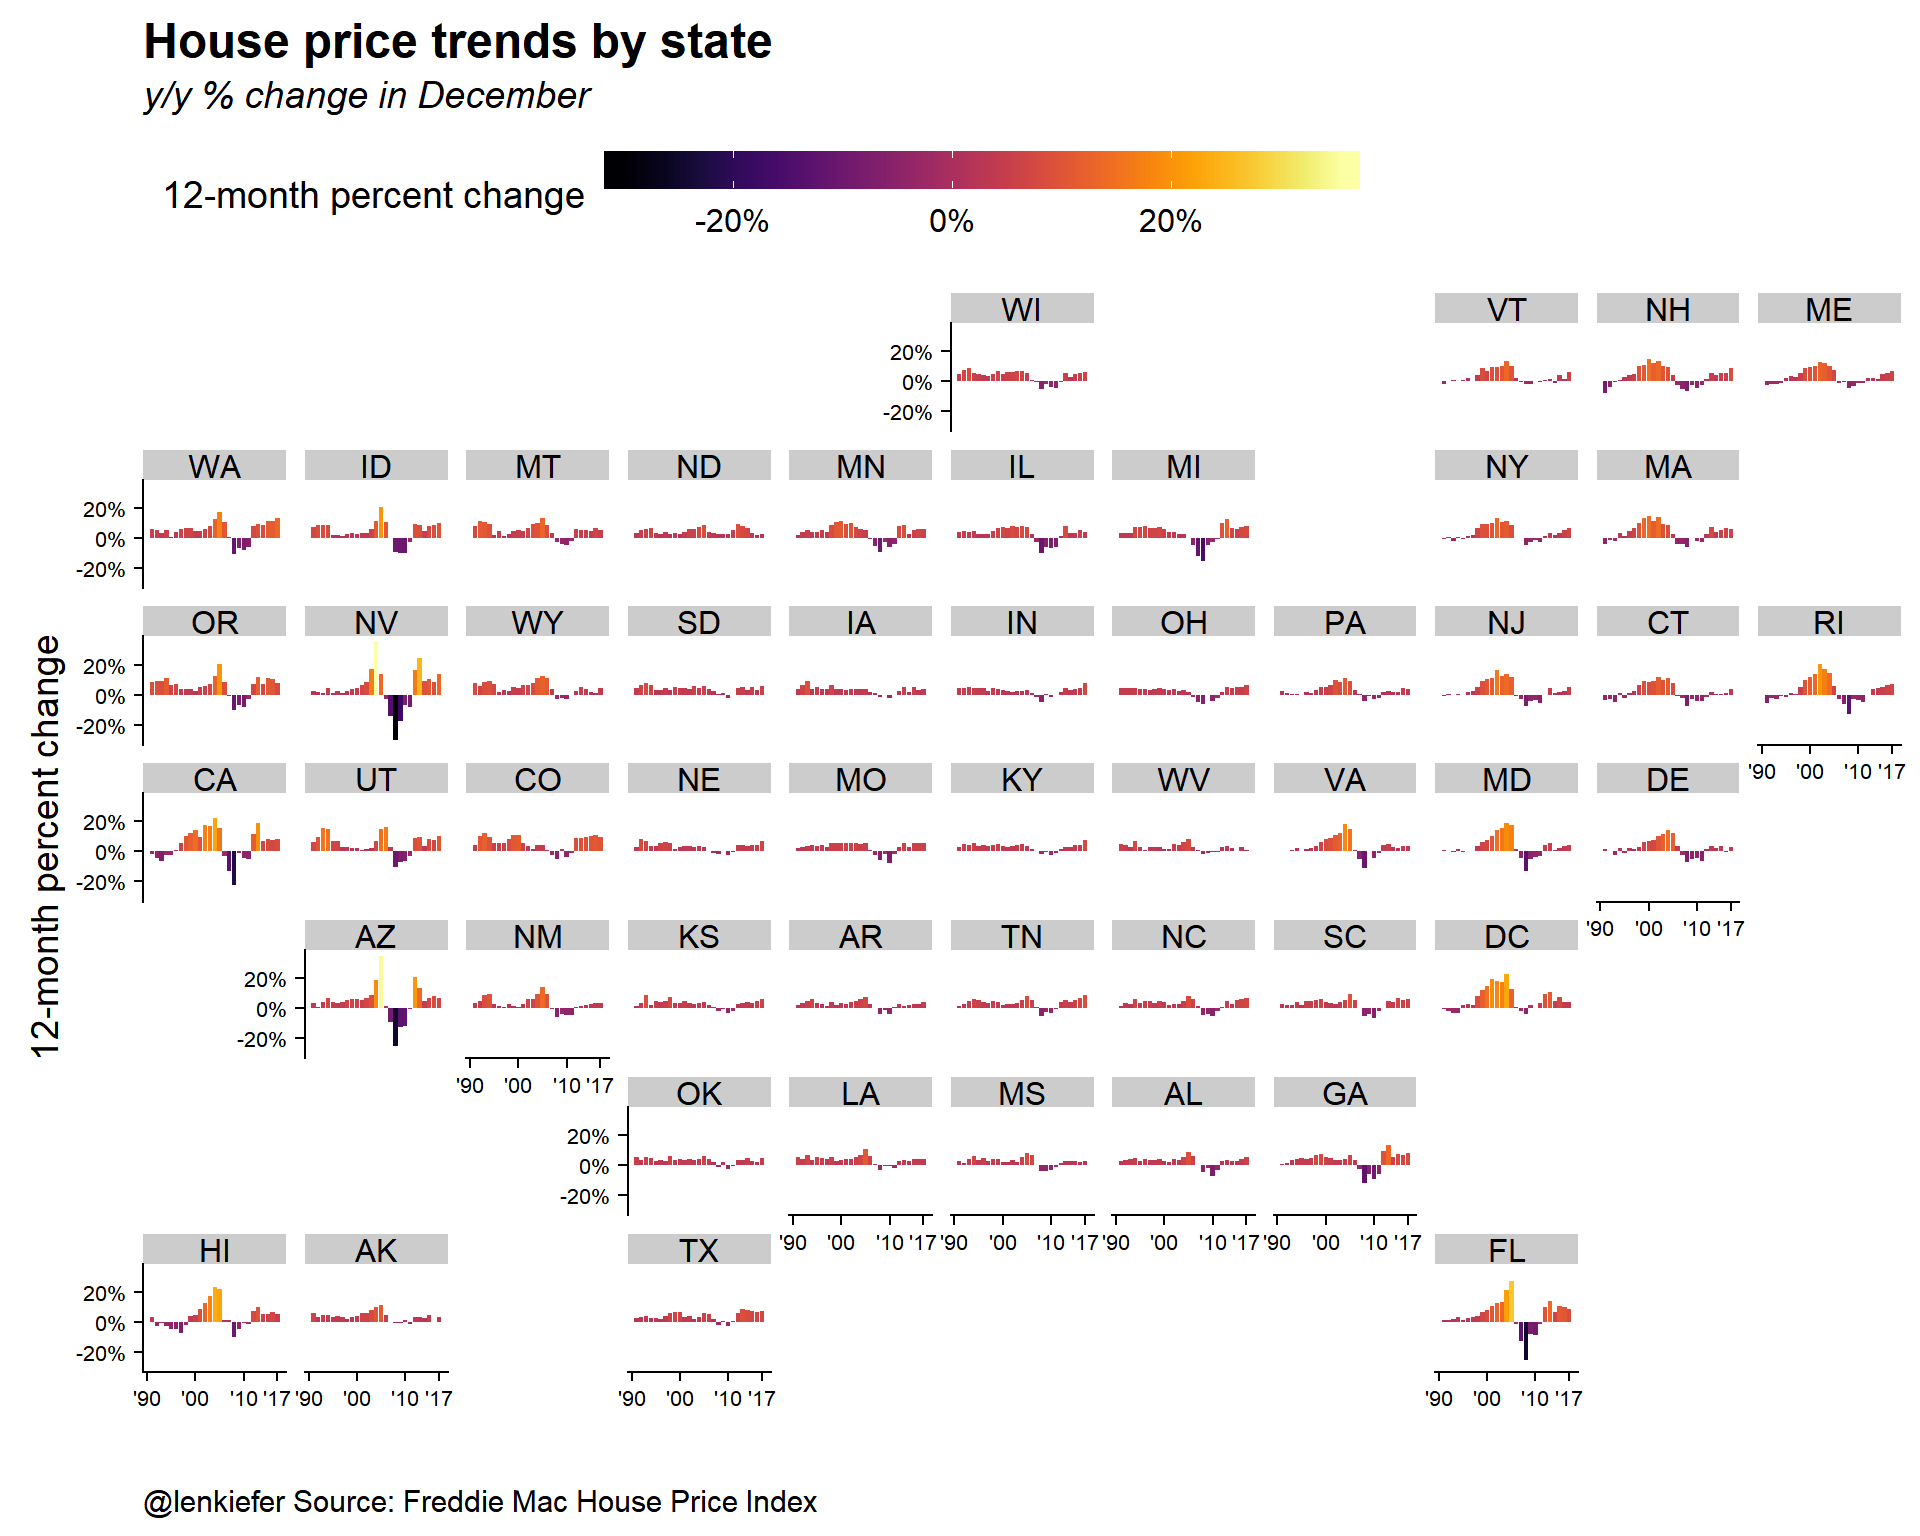 House price trends by state
y/y % change in December
12-month percent change
-20% 0% 20%
WI VT NH ME
20%
0%
-20%
WA ID MT ND MN IL MI NY MA
20%
0%
-20%
OR NV WY SD IA IN OH PA NJ CT RI
20%
0%
-20%
'90 '00 '10 '17
CA UT CO NE MO KY WV VA MD DE
20%
0%
-20%
'90 '00 '10 '17
AZ NM KS AR TN NC SC DC
20%
0%
-20%
'90 '00 '10 '17
OK LA MS AL GA
20%
0%
-20%
'90 '00 '10 '17 '90 '00 '10 '17 '90 '00 '10 '17 '90 '00 '10 '17
HI AK TX FL
20%
0%
-20%
'90 '00 '10 '17 '90 '00 '10 '17 '90 '00 '10 '17 '90 '00 '10 '17
12-month percent change
@lenkiefer Source: Freddie Mac House Price Index